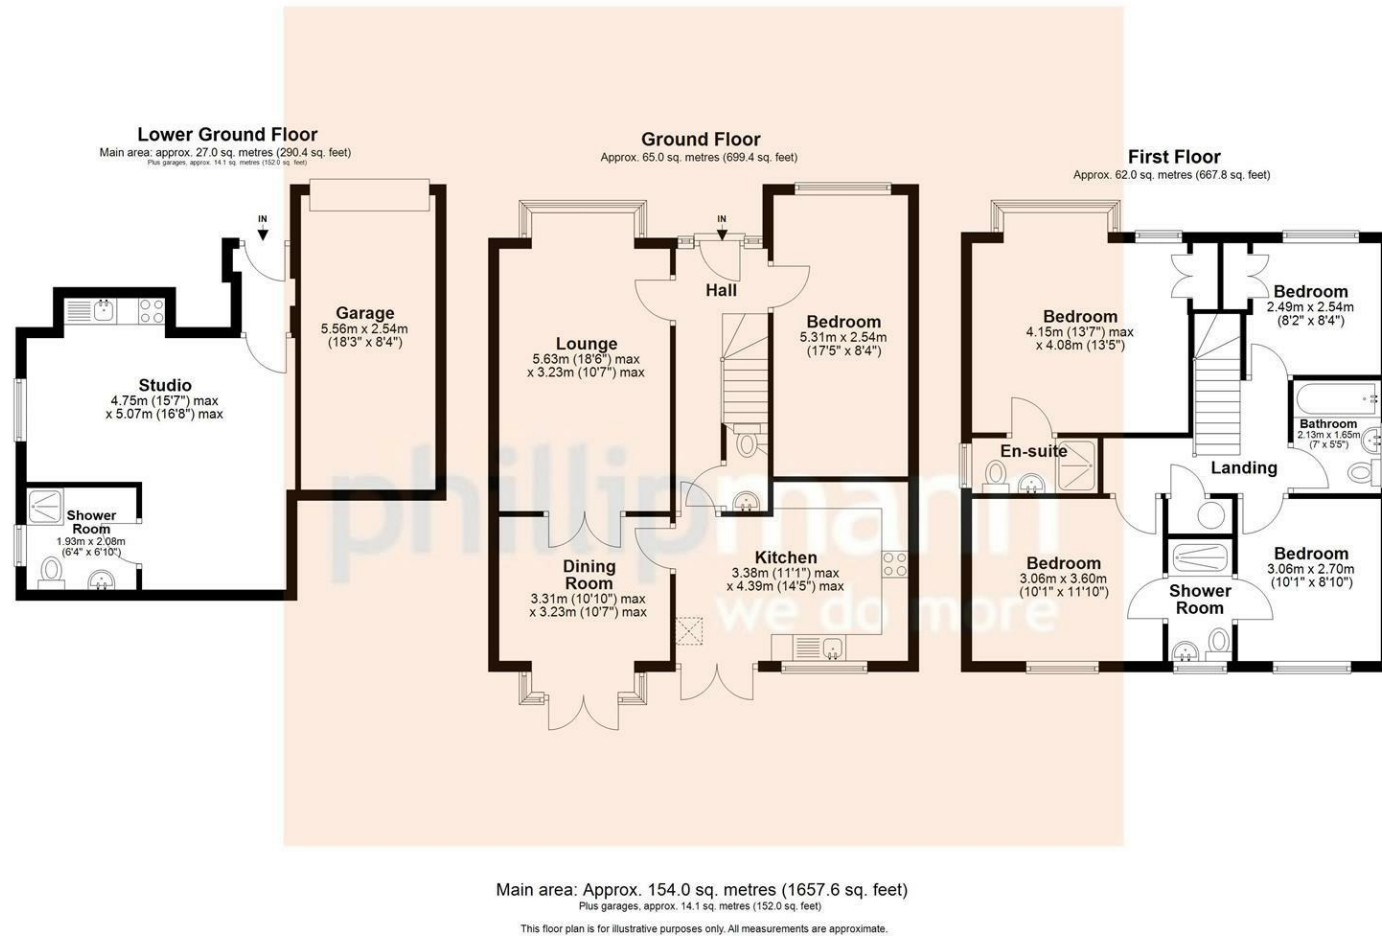 Lower Ground Floor
Main area: approx. 27.0 sq. metres (290.4 sq. feet)
Plus garages, approx. 14.1 sq. metres (152.0 sq. feet)
IN
Garage
5.56m x 2.54m
(18'3" x 8'4")
Studio
4.75m (15'7") max
x 5.07m (16'8") max
Shower
Room
1.93m x 2.08m
(6'4" x 6'10")
Ground Floor
Approx. 65.0 sq. metres (699.4 sq. feet)
IN
Hall
Lounge
5.63m (18'6") max
x 3.23m (10'7") max
Bedroom
5.31m x 2.54m
(17'5" x 8'4")
Dining
Room
3.31m (10'10") max
x 3.23m (10'7") max
Kitchen
3.38m (11'1") max
x 4.39m (14'5") max
First Floor
Approx. 62.0 sq. metres (667.8 sq. feet)
Bedroom
4.15m (13'7") max
x 4.08m (13'5")
Bedroom
2.49m x 2.54m
(8'2" x 8'4")
Bathroom
2.13m x 1.65m
(7' x 5'5")
En-suite
Landing
Bedroom
3.06m x 3.60m
(10'1" x 11'10")
Shower
Room
Bedroom
3.06m x 2.70m
(10'1" x 8'10")
phillipmann
we do more
Main area: Approx. 154.0 sq. metres (1657.6 sq. feet)
Plus garages, approx. 14.1 sq. metres (152.0 sq. feet)
This floor plan is for illustrative purposes only. All measurements are approximate.